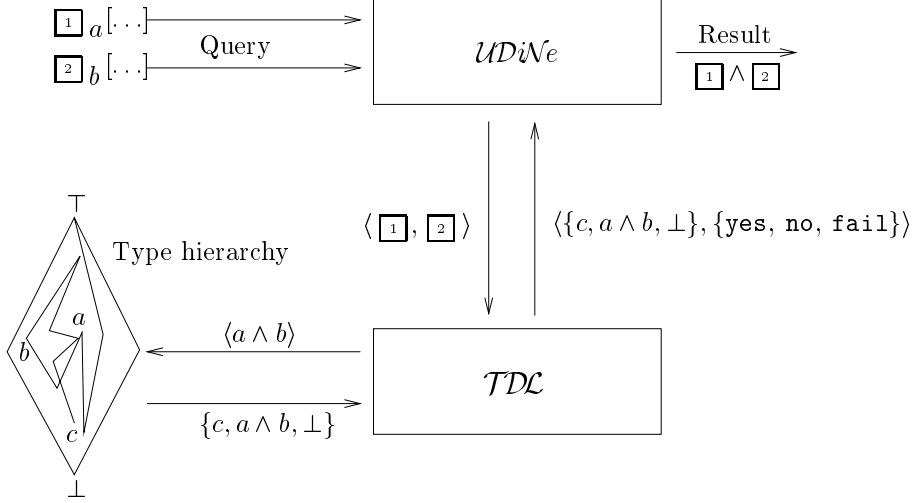 1 a [. . .]
Query
2 b [. . .]
UDiNe
Result
1 ∧ 2
⟨ 1 , 2 ⟩
⟨{c, a ∧ b, ⊥}, {yes, no, fail}⟩
⊤
Type hierarchy
a
b
c
⊥
⟨a ∧ b⟩
{c, a ∧ b, ⊥}
TDL